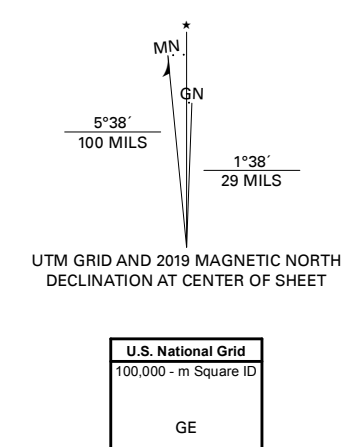 ★
MN
GN
5°38´
100 MILS
1°38´
29 MILS
UTM GRID AND 2019 MAGNETIC NORTH
DECLINATION AT CENTER OF SHEET
U.S. National Grid
100,000 - m Square ID
GE